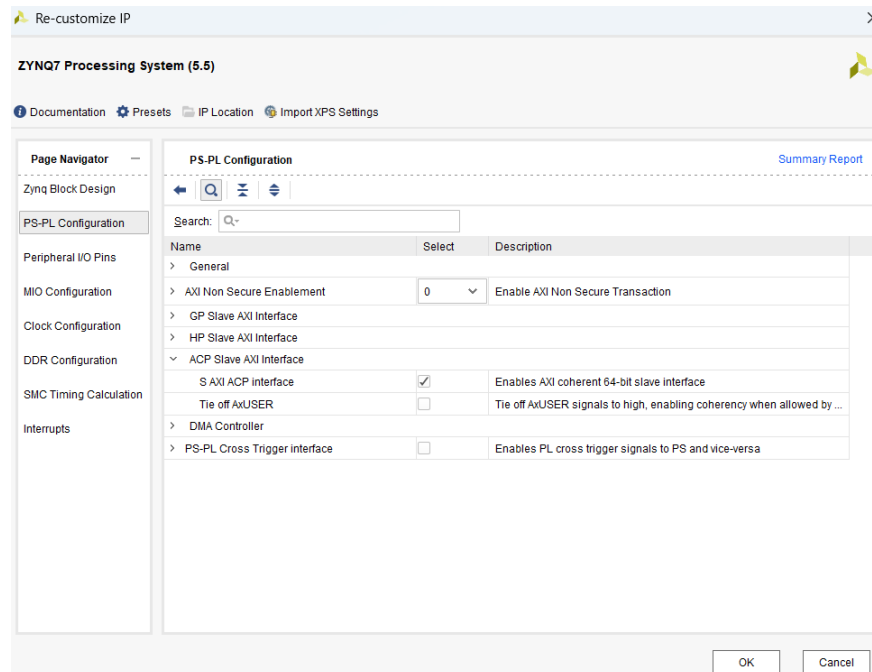 Re-customize IP
ZYNQ7 Processing System (5.5)
Documentation Presets IP Location Import XPS Settings
Page Navigator
Zynq Block Design
PS-PL Configuration
Peripheral I/O Pins
MIO Configuration
Clock Configuration
DDR Configuration
SMC Timing Calculation
Interrupts
PS-PL Configuration Summary Report
Search:
Name Select Description
General
AXI Non Secure Enablement 0 Enable AXI Non Secure Transaction
GP Slave AXI Interface
HP Slave AXI Interface
ACP Slave AXI Interface
S AXI ACP interface Enables AXI coherent 64-bit slave interface
Tie off AxUSER Tie off AxUSER signals to high, enabling coherency when allowed by ...
DMA Controller
PS-PL Cross Trigger interface Enables PL cross trigger signals to PS and vice-versa
OK Cancel